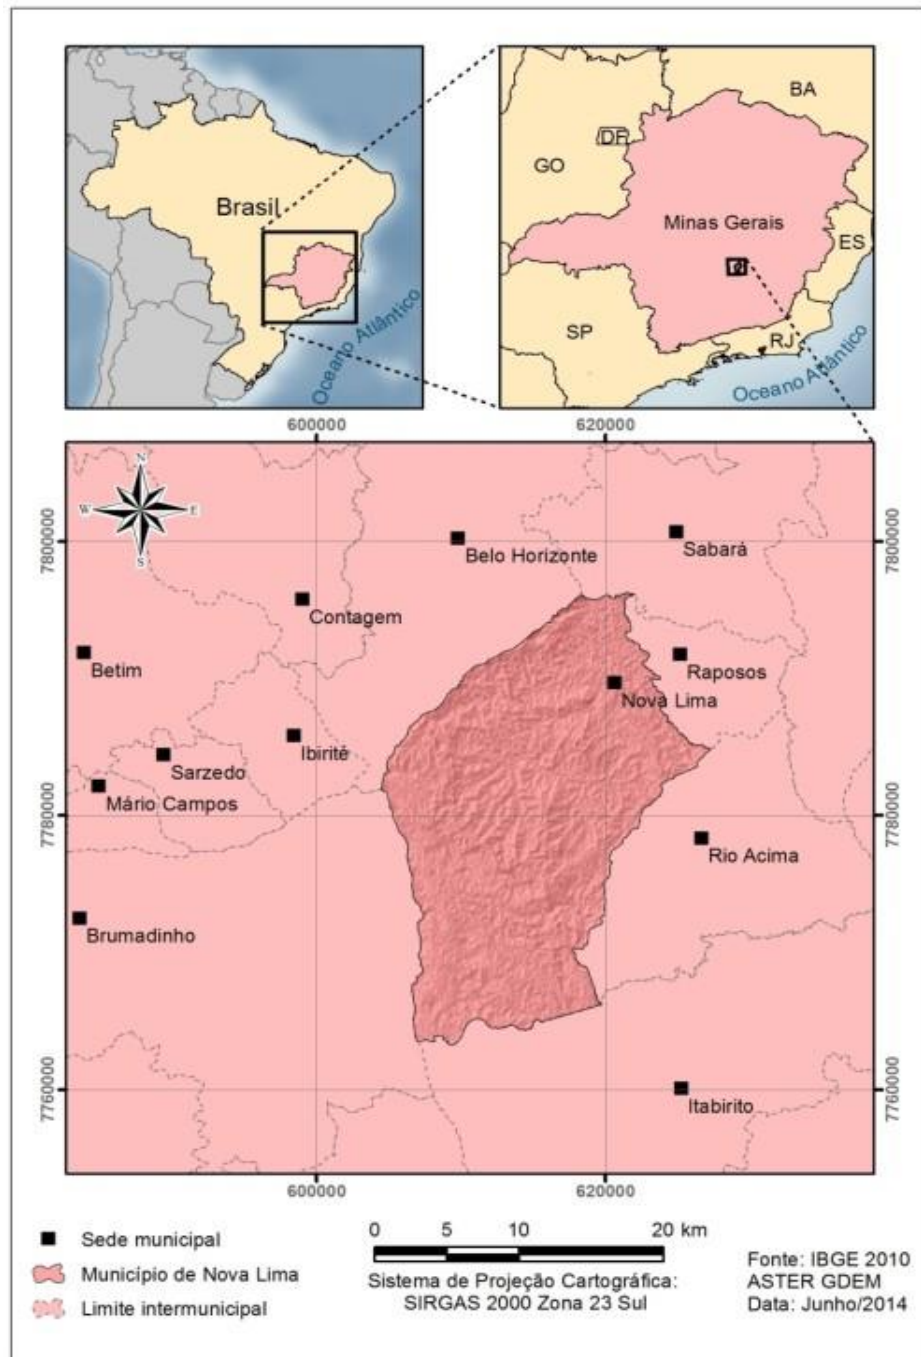 Brasil
Oceano Atlântico
BA
DF
GO
Minas Gerais
ES
SP
RJ
Oceano Atlântico
600000
620000
N
W
E
S
7800000
7800000
Belo Horizonte
Sabará
Contagem
Betim
Raposos
Nova Lima
Ibirité
Sarzedo
Mário Campos
7780000
7780000
Rio Acima
Brumadinho
7760000
7760000
Itabirito
600000
620000
Sede municipal
Município de Nova Lima
Limite intermunicipal
0 5 10 20 km
Sistema de Projeção Cartográfica:
SIRGAS 2000 Zona 23 Sul
Fonte: IBGE 2010
ASTER GDEM
Data: Junho/2014